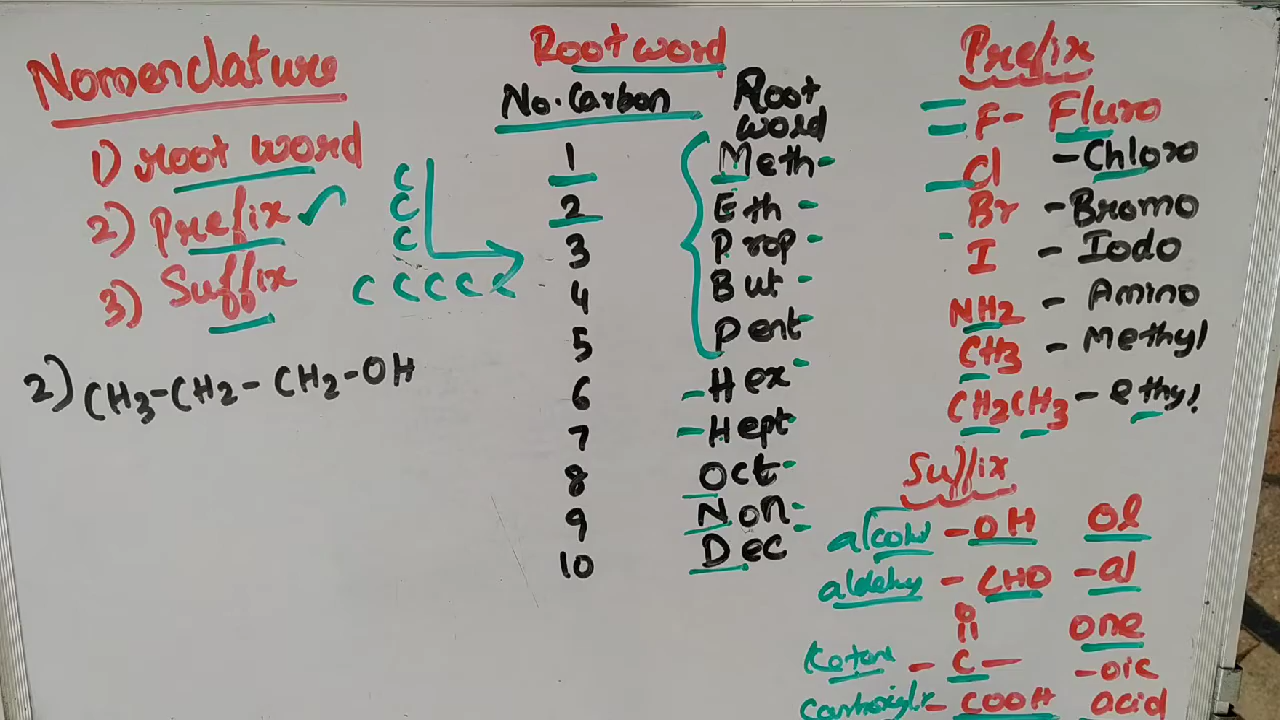 Nomenclature
1) root word
2) Prefix ✓
3) Suffix
C
C
C
C C C C C
2) CH3-CH2-CH2-OH
Root word
No. Carbon Root word
1 Meth-
2 Eth-
3 Prop-
4 But-
5 Pent
6 -Hex-
7 -Hept
8 Oct-
9 Non-
10 Dec
Prefix
F- Fluro
Cl -Chloro
Br -Bromo
I - Iodo
NH2 - Amino
CH3 - Methyl
CH2CH3 - ethyl
Suffix
alcohl -OH Ol
aldehy - CHO -al
O
Ketone - C - one
-oic
- COOH acid